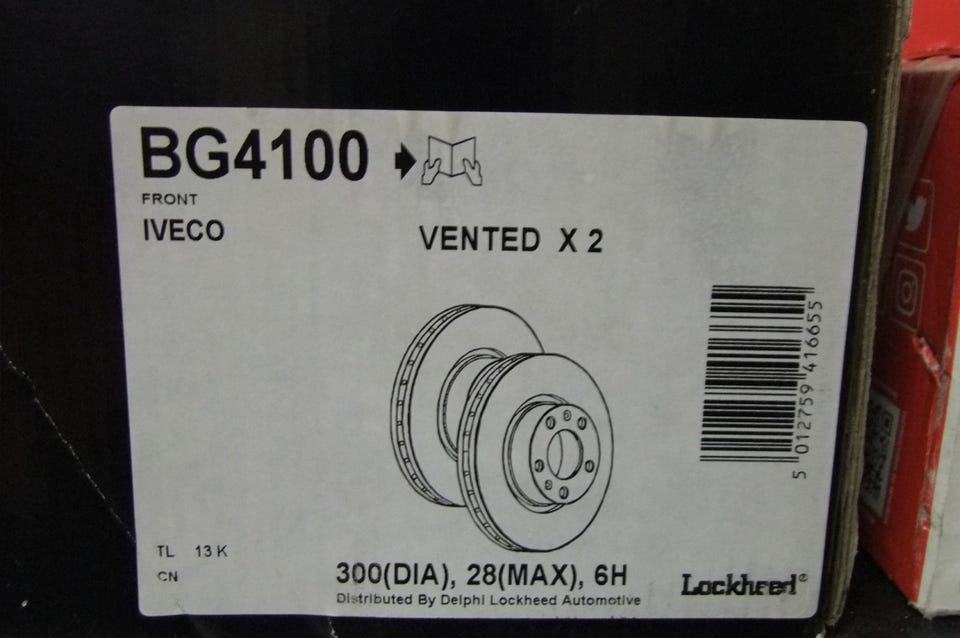 BG4100
FRONT
IVECO
VENTED X 2
5 012759 416655
TL 13 K
CN
300(DIA), 28(MAX), 6H
Distributed By Delphi Lockheed Automotive
Lockheed®